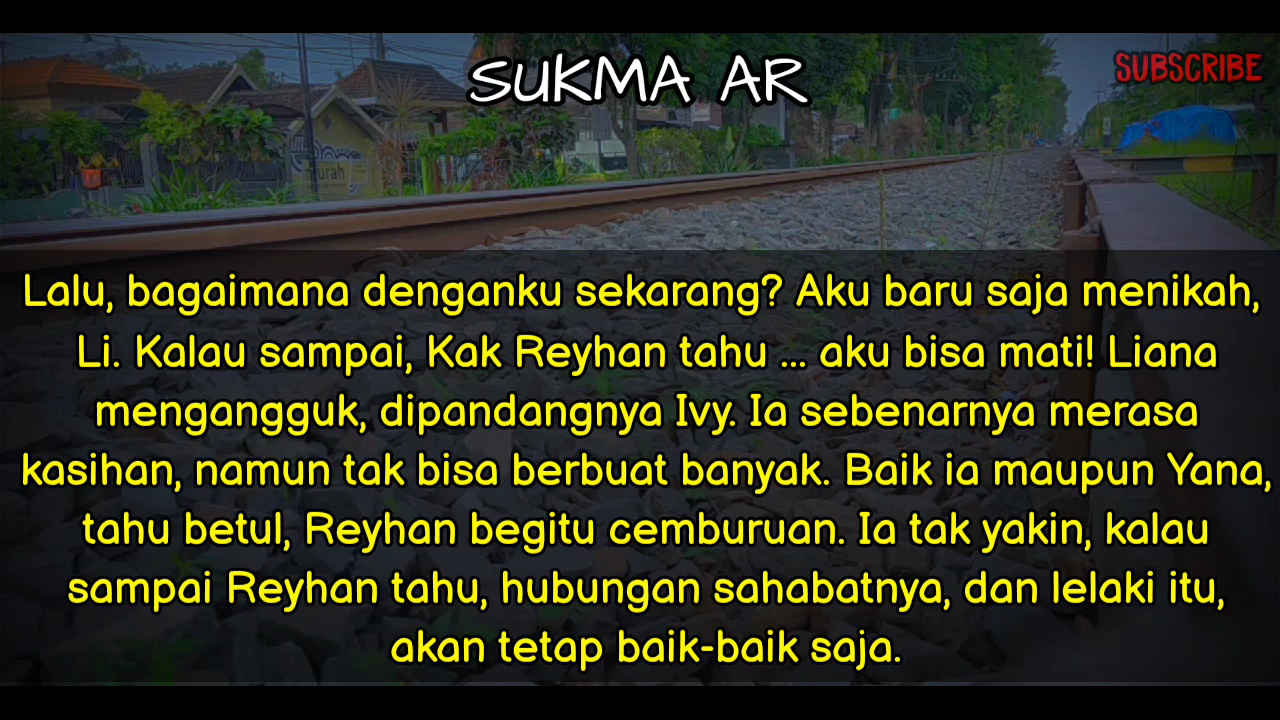 SUKMA AR
SUBSCRIBE
murah
Lalu, bagaimana denganku sekarang? Aku baru saja menikah,
Li. Kalau sampai, Kak Reyhan tahu ... aku bisa mati! Liana
mengangguk, dipandangnya Ivy. Ia sebenarnya merasa
kasihan, namun tak bisa berbuat banyak. Baik ia maupun Yana,
tahu betul, Reyhan begitu cemburuan. Ia tak yakin, kalau
sampai Reyhan tahu, hubungan sahabatnya, dan lelaki itu,
akan tetap baik-baik saja.